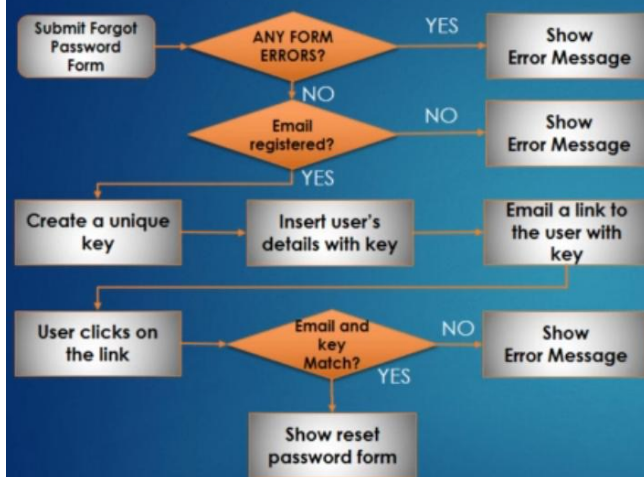 Submit Forgot
Password
Form
ANY FORM
ERRORS?
YES
Show
Error Message
NO
Email
registered?
NO
Show
Error Message
YES
Create a unique
key
Insert user's
details with key
Email a link to
the user with
key
User clicks on
the link
Email and
key
Match?
NO
Show
Error Message
YES
Show reset
password form